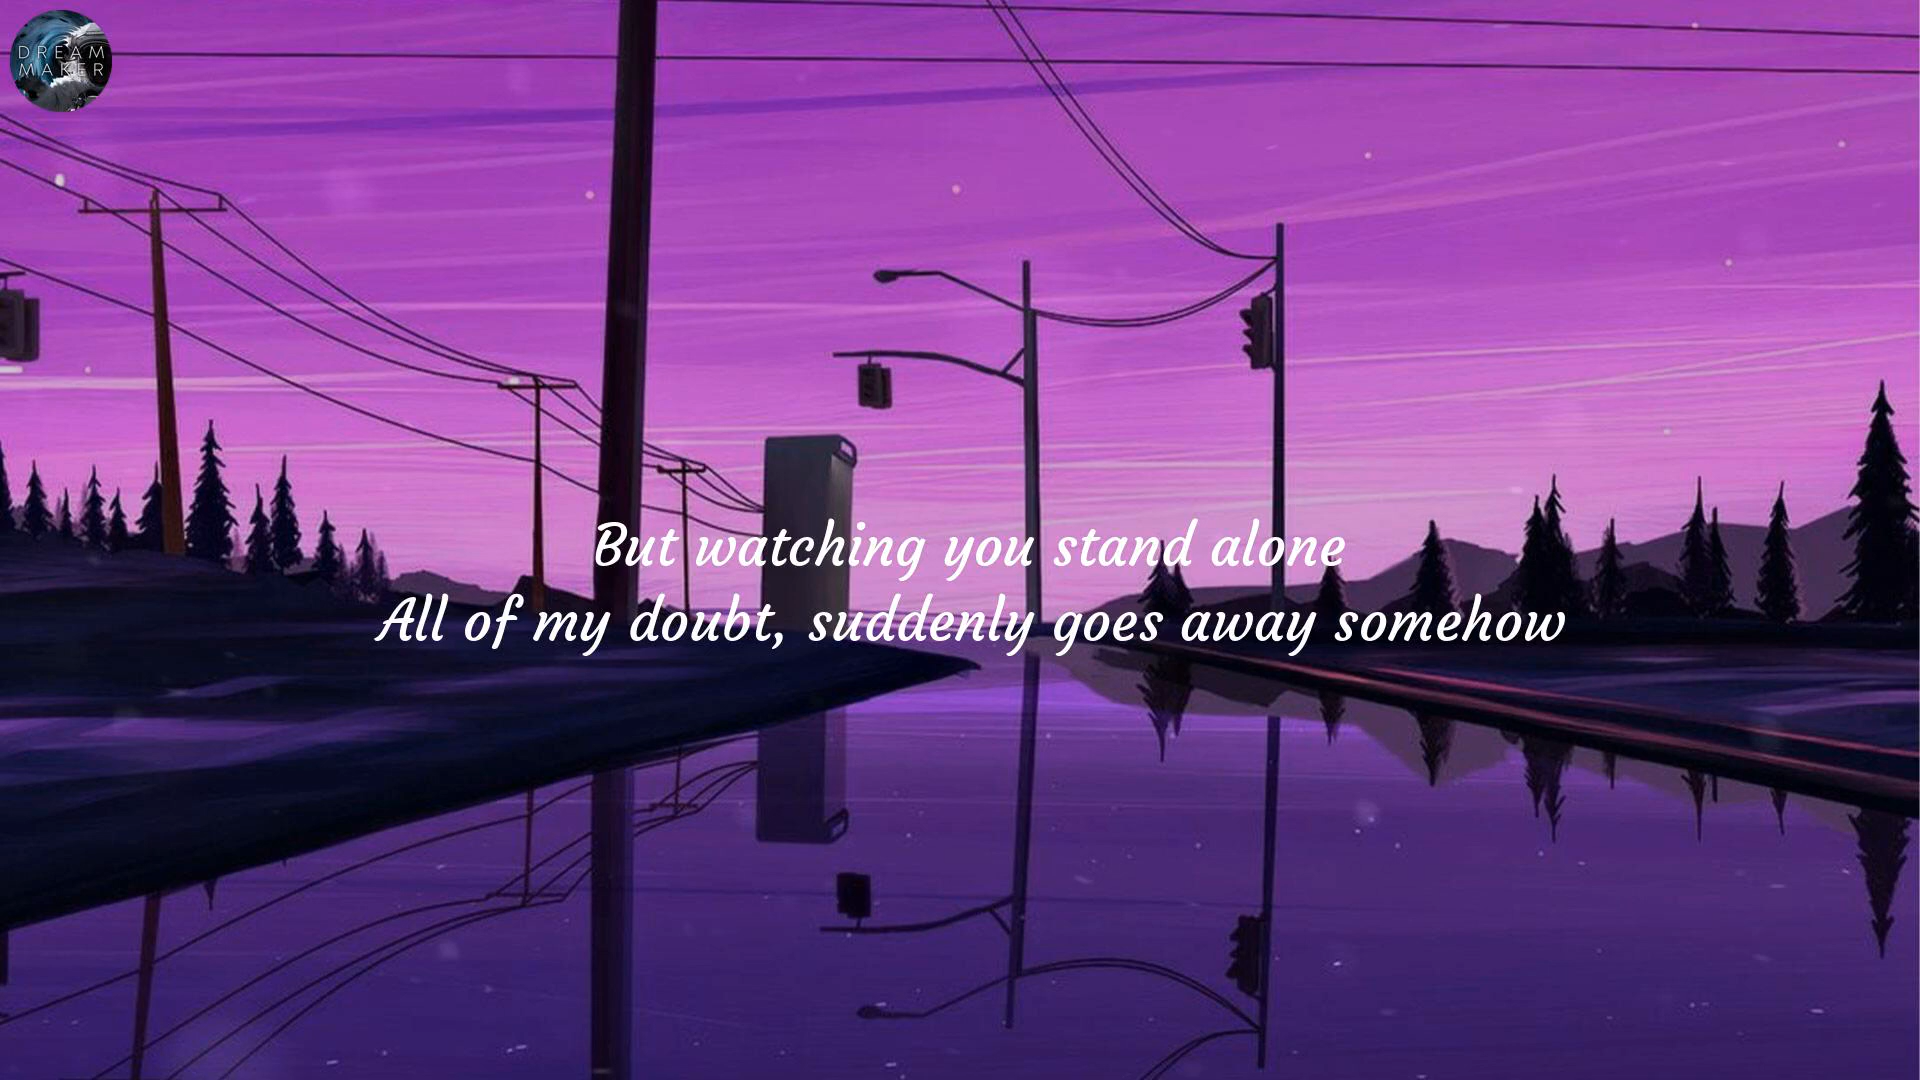 DREAM
MAKER
But watching you stand alone
All of my doubt, suddenly goes away somehow